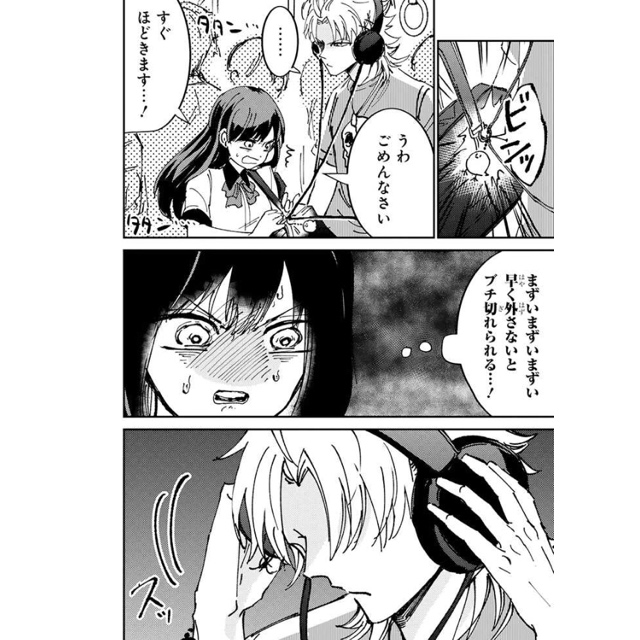 ビンッ
うわ
ごめんなさい
……
すぐ
ほどきます…！
タタン
タタン
まずいまずいまずい
早く外さないと
ブチ切れられる…！
スッ